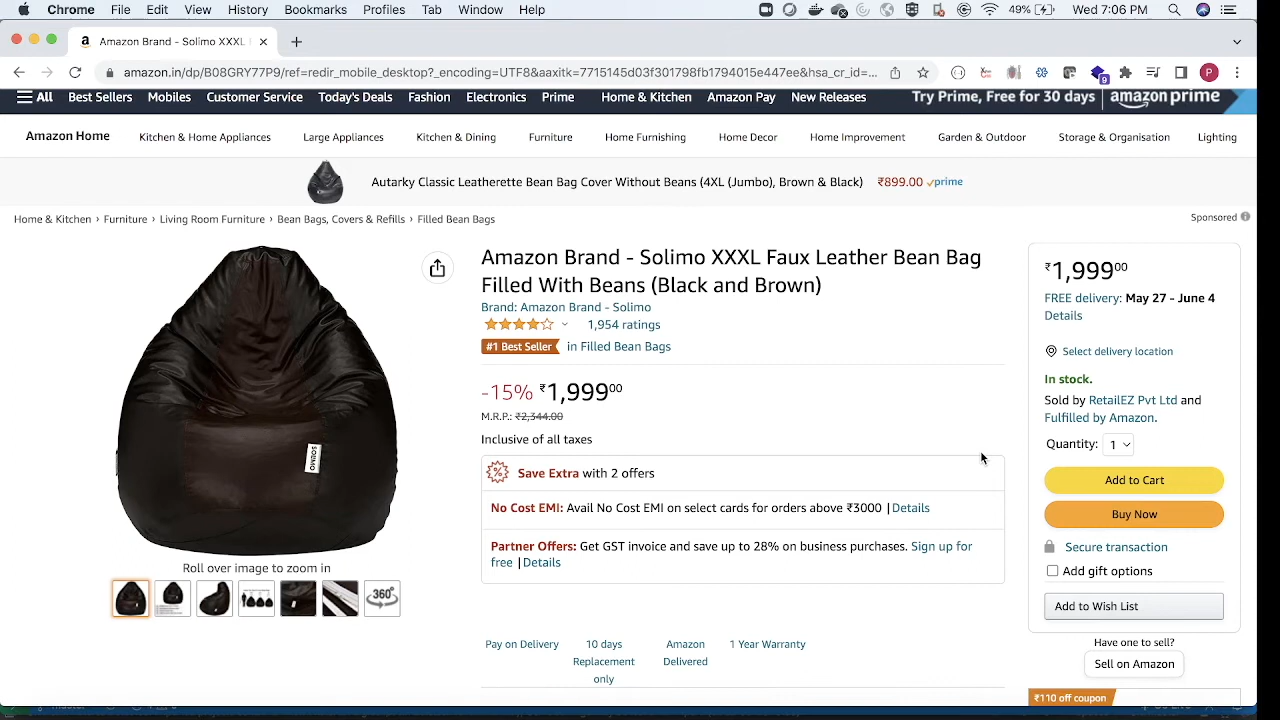 Chrome File Edit View History Bookmarks Profiles Tab Window Help 49% Wed 7:06 PM
a Amazon Brand - Solimo XXXL
amazon.in/dp/B08GRY77P9/ref=mdir_mobile_desktop?_encoding=UTF8&aaxitk=7715145d03f301798fb1794015e447ee&hsa_cr_id=... 9 P
All Best Sellers Mobiles Customer Service Today's Deals Fashion Electronics Prime Home & Kitchen Amazon Pay New Releases Try Prime, Free for 30 days amazon prime
Amazon Home Kitchen & Home Appliances Large Appliances Kitchen & Dining Furniture Home Furnishing Home Decor Home Improvement Garden & Outdoor Storage & Organisation Lighting
Autarky Classic Leatherette Bean Bag Cover Without Beans (4XL (Jumbo), Brown & Black) ₹899.00 prime
Home & Kitchen › Furniture › Living Room Furniture › Bean Bags, Covers & Refills › Filled Bean Bags
Sponsored
SOLIMO
Roll over image to zoom in
360°
Amazon Brand - Solimo XXXL Faux Leather Bean Bag
Filled With Beans (Black and Brown)
Brand: Amazon Brand - Solimo
1,954 ratings
#1 Best Seller in Filled Bean Bags
-15% ₹1,99900
M.R.P.: ₹2,344.00
Inclusive of all taxes
Save Extra with 2 offers
No Cost EMI: Avail No Cost EMI on select cards for orders above ₹3000 | Details
Partner Offers: Get GST invoice and save up to 28% on business purchases. Sign up for
free | Details
Pay on Delivery
10 days
Replacement
only
Amazon
Delivered
1 Year Warranty
₹1,99900
FREE delivery: May 27 - June 4
Details
Select delivery location
In stock.
Sold by RetailEZ Pvt Ltd and
Fulfilled by Amazon.
Quantity: 1
Add to Cart
Buy Now
Secure transaction
Add gift options
Add to Wish List
Have one to sell?
Sell on Amazon
₹110 off coupon